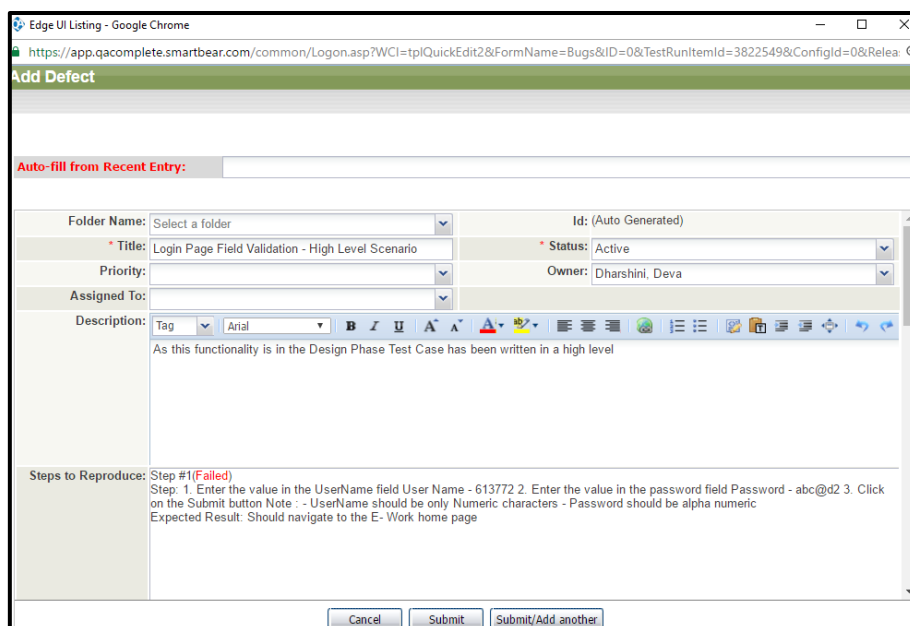 Edge UI Listing - Google Chrome
https://app.qacomplete.smartbear.com/common/Logon.asp?WCI=tplQuickEdit2&FormName=Bugs&ID=0&TestRunItemId=3822549&ConfigId=0&Relea
Add Defect
Auto-fill from Recent Entry:
Folder Name: Select a folder Id: (Auto Generated)
* Title: Login Page Field Validation - High Level Scenario * Status: Active
Priority: Owner: Dharshini, Deva
Assigned To:
Description: Tag Arial B I U A A A ab
As this functionality is in the Design Phase Test Case has been written in a high level
Steps to Reproduce: Step #1(Failed)
Step: 1. Enter the value in the UserName field User Name - 613772 2. Enter the value in the password field Password - abc@d2 3. Click
on the Submit button Note : - UserName should be only Numeric characters - Password should be alpha numeric
Expected Result: Should navigate to the E- Work home page
Cancel Submit Submit/Add another